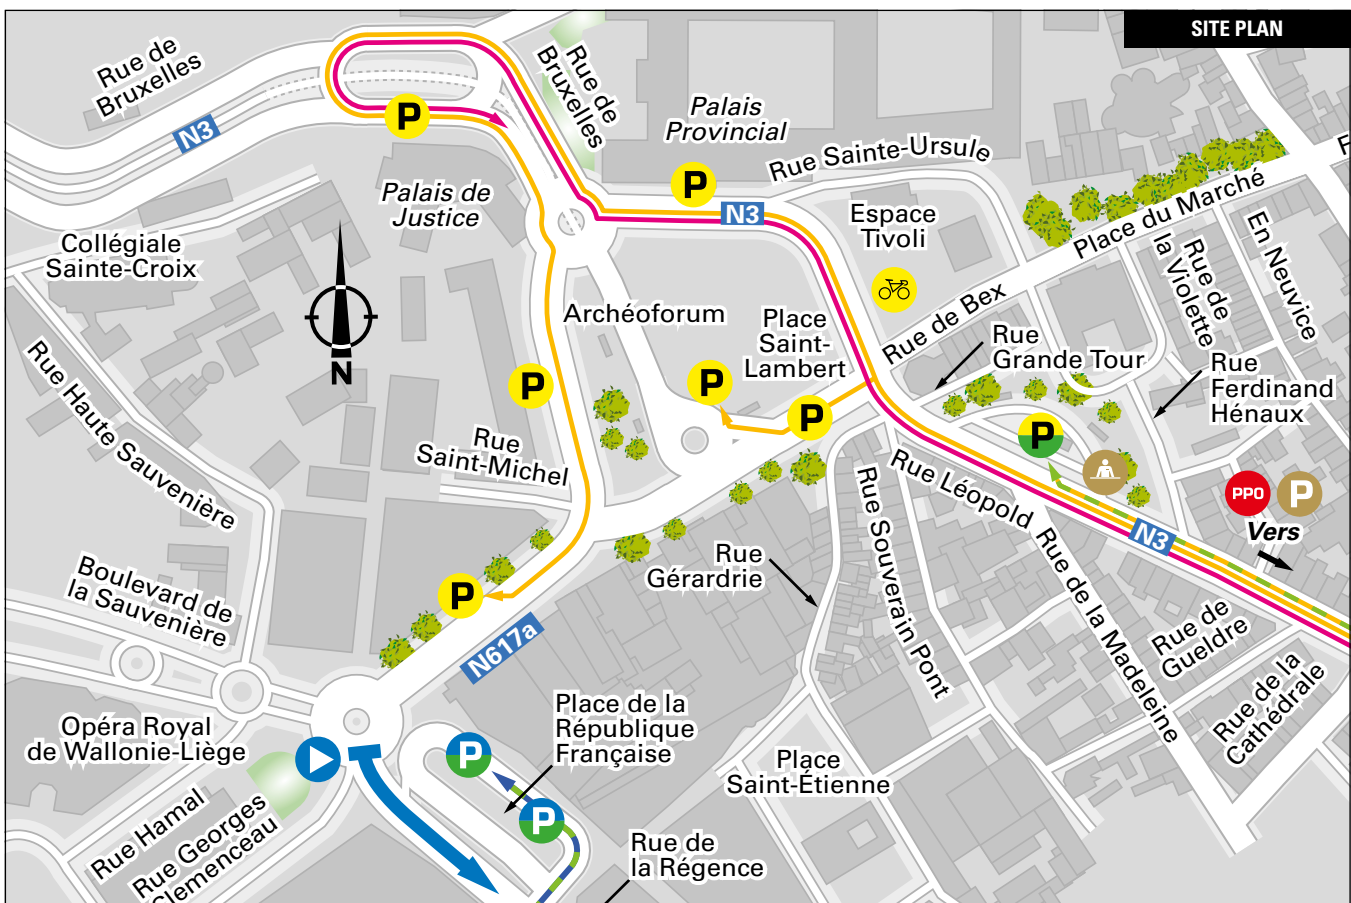 SITE PLAN
Rue de
Bruxelles
N3
P
Rue de
Bruxelles
Palais
Provincial
Rue Sainte-Ursule
P
N3
Palais de
Justice
Espace
Tivoli
Place du Marché
Rue de
la Violette
En Neuvice
Collégiale
Sainte-Croix
N
Archéoforum
Place
Saint-
Lambert
Rue de Bex
Rue
Grande Tour
Rue
Ferdinand
Hénaux
Rue Haute Sauvenière
P
P
P
P
Rue
Saint-Michel
Rue Léopold
Rue Souverain Pont
PPO
P
Vers
N3
Rue
Gérardrie
Rue de la Madeleine
Boulevard de
la Sauvenière
P
N617a
Rue de
Gueldre
Rue de la
Cathédrale
Opéra Royal
de Wallonie-Liège
Place de la
République
Française
P
P
Place
Saint-Étienne
Rue Hamal
Rue Georges
Clemenceau
Rue de
la Régence